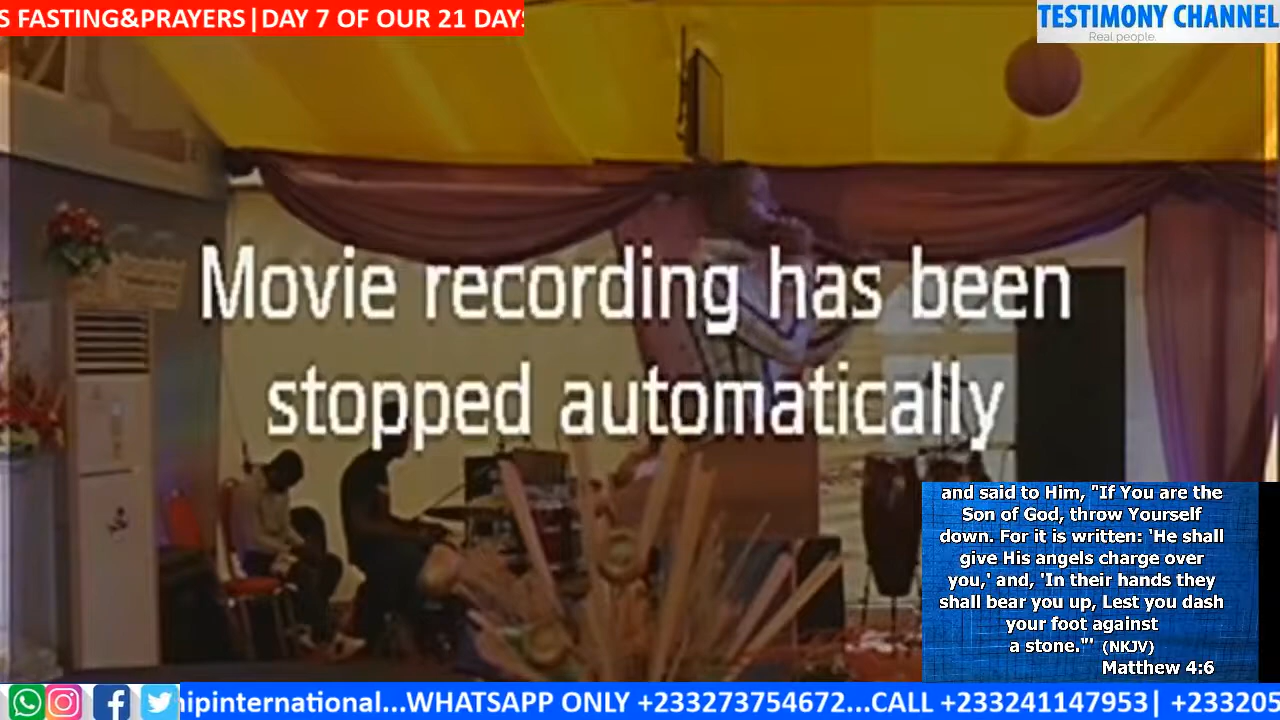 S FASTING&PRAYERS|DAY 7 OF OUR 21 DAYS
TESTIMONY CHANNEL
Real people.
Movie recording has been
stopped automatically
and said to Him, "If You are the
Son of God, throw Yourself
down. For it is written: 'He shall
give His angels charge over
you,' and, 'In their hands they
shall bear you up, Lest you dash
your foot against
a stone.'" (NKJV)
Matthew 4:6
hipinternational...WHATSAPP ONLY +233273754672...CALL +233241147953| +233205